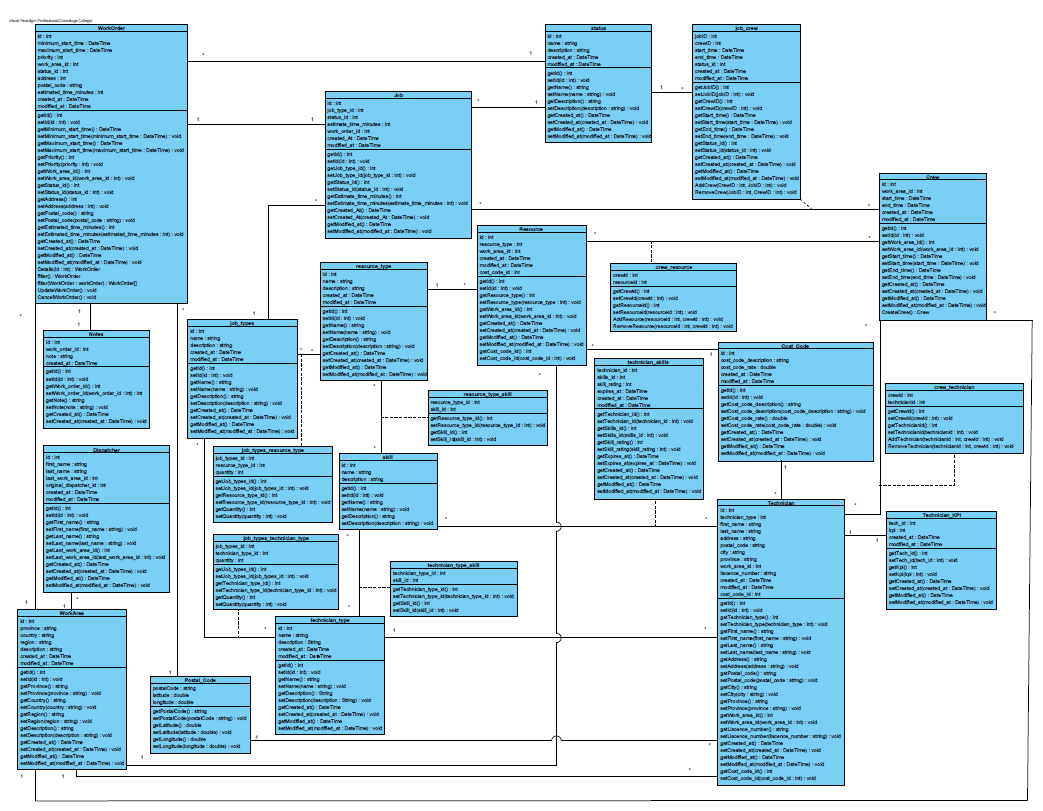 Visual Paradigm Professional(Conestoga College)
WorkOrder
id : int
minimum_start_time : DateTime
maximum_start_time : DateTime
priority : int
work_area_id : int
status_id : int
address : int
postal_code : string
estimated_time_minutes : int
created_at : DateTime
modified_at : DateTime
getId() : int
setId(id : int) : void
getMinimum_start_time() : DateTime
setMinimum_start_time(minimum_start_time : DateTime) : void
getMaximum_start_time() : DateTime
setMaximum_start_time(maximum_start_time : DateTime) : void
getPriority() : int
setPriority(priority : int) : void
getWork_area_id() : int
setWork_area_id(work_area_id : int) : void
getStatus_id() : int
setStatus_id(status_id : int) : void
getAddress() : int
setAddress(address : int) : void
getPostal_code() : string
setPostal_code(postal_code : string) : void
getEstimated_time_minutes() : int
setEstimated_time_minutes(estimated_time_minutes : int) : void
getCreated_at() : DateTime
setCreated_at(created_at : DateTime) : void
getModified_at() : DateTime
setModified_at(modified_at : DateTime) : void
Details(id : int) : WorkOrder
filter() : WorkOrder
filter(WorkOrder : workOrder) : WorkOrder[]
UpdateWorkOrder() : void
CancelWorkOrder() : void
Job
id : int
job_type_id : int
status_id : int
estimate_time_minutes : int
work_order_id : int
created_At : DateTime
modified_at : DateTime
getId() : int
setId(id : int) : void
getJob_type_id() : int
setJob_type_id(job_type_id : int) : void
getStatus_id() : int
setStatus_id(status_id : int) : void
getEstimate_time_minutes() : int
setEstimate_time_minutes(estimate_time_minutes : int) : void
getCreated_At() : DateTime
setCreated_At(created_At : DateTime) : void
getModified_at() : DateTime
setModified_at(modified_at : DateTime) : void
status
id : int
name : string
description : string
created_at : DateTime
modified_at : DateTime
getId() : int
setId(id : int) : void
getName() : string
setName(name : string) : void
getDescription() : string
setDescription(description : string) : void
getCreated_at() : DateTime
setCreated_at(created_at : DateTime) : void
getModified_at() : DateTime
setModified_at(modified_at : DateTime) : void
job_crew
jobID : int
crewID : int
start_time : DateTime
end_time : DateTime
status_id : int
created_at : DateTime
modified_at : DateTime
getJobID() : int
setJobID(jobID : int) : void
getCrewID() : int
setCrewID(crewID : int) : void
getStart_time() : DateTime
setStart_time(start_time : DateTime) : void
getEnd_time() : DateTime
setEnd_time(end_time : DateTime) : void
getStatus_id() : int
setStatus_id(status_id : int) : void
getCreated_at() : DateTime
setCreated_at(created_at : DateTime) : void
getModified_at() : DateTime
setModified_at(modified_at : DateTime) : void
AddCrew(CrewID : int, JobID : int) : void
RemoveCrew(JobID : int, CrewID : int) : void
Crew
id : int
work_area_id : int
start_time : DateTime
end_time : DateTime
created_at : DateTime
modified_at : DateTime
getId() : int
setId(id : int) : void
getWork_area_id() : int
setWork_area_id(work_area_id : int) : void
getStart_time() : DateTime
setStart_time(start_time : DateTime) : void
getEnd_time() : DateTime
setEnd_time(end_time : DateTime) : void
getCreated_at() : DateTime
setCreated_at(created_at : DateTime) : void
getModified_at() : DateTime
setModified_at(modified_at : DateTime) : void
CreateCrew() : Crew
Resource
id : int
resource_type : int
work_area_id : int
created_at : DateTime
modified_at : DateTime
cost_code_id : int
getId() : int
setId(id : int) : void
getResource_type() : int
setResource_type(resource_type : int) : void
getWork_area_id() : int
setWork_area_id(work_area_id : int) : void
getCreated_at() : DateTime
setCreated_at(created_at : DateTime) : void
getModified_at() : DateTime
setModified_at(modified_at : DateTime) : void
getCost_code_id() : int
setCost_code_id(cost_code_id : int) : void
resource_type
id : int
name : string
description : string
created_at : DateTime
modified_at : DateTime
getId() : int
setId(id : int) : void
getName() : string
setName(name : string) : void
getDescription() : string
setDescription(description : string) : void
getCreated_at() : DateTime
setCreated_at(created_at : DateTime) : void
getModified_at() : DateTime
setModified_at(modified_at : DateTime) : void
crew_resource
crewId : int
resourceId : int
getCrewId() : int
setCrewId(crewId : int) : void
getResourceId() : int
setResourceId(resourceId : int) : void
AddResource(resourceId : int, crewId : int) : void
RemoveResource(resourceId : int, crewId : int) : void
Notes
id : int
work_order_id : int
note : string
created_at : DateTime
getId() : int
setId(id : int) : void
getWork_order_id() : int
setWork_order_id(work_order_id : int) : void
getNote() : string
setNote(note : string) : void
getCreated_at() : DateTime
setCreated_at(created_at : DateTime) : void
job_types
id : int
name : string
description : string
created_at : DateTime
modified_at : DateTime
getId() : int
setId(id : int) : void
getName() : string
setName(name : string) : void
getDescription() : string
setDescription(description : string) : void
getCreated_at() : DateTime
setCreated_at(created_at : DateTime) : void
getModified_at() : DateTime
setModified_at(modified_at : DateTime) : void
resource_type_skill
resource_type_id : int
skill_id : int
getResource_type_id() : int
setResource_type_id(resource_type_id : int) : void
getSkill_id() : int
setSkill_id(skill_id : int) : void
technician_skills
technician_id : int
skills_id : int
skill_rating : int
expires_at : DateTime
created_at : DateTime
modified_at : DateTime
getTechnician_id() : int
setTechnician_id(technician_id : int) : void
getSkills_id() : int
setSkills_id(skills_id : int) : void
getSkill_rating() : int
setSkill_rating(skill_rating : int) : void
getExpires_at() : DateTime
setExpires_at(expires_at : DateTime) : void
getCreated_at() : DateTime
setCreated_at(created_at : DateTime) : void
getModified_at() : DateTime
setModified_at(modified_at : DateTime) : void
Cost_Code
id : int
cost_code_description : string
cost_code_rate : double
created_at : DateTime
modified_at : DateTime
getId() : int
setId(id : int) : void
getCost_code_description() : string
setCost_code_description(cost_code_description : string) : void
getCost_code_rate() : double
setCost_code_rate(cost_code_rate : double) : void
getCreated_at() : DateTime
setCreated_at(created_at : DateTime) : void
getModified_at() : DateTime
setModified_at(modified_at : DateTime) : void
crew_technician
crewId : int
technicianId : int
getCrewId() : int
setCrewId(crewId : int) : void
getTechnicianId() : int
setTechnicianId(technicianId : int) : void
AddTechnician(technicianId : int, crewId : int) : void
RemoveTechnician(technicianId : int, crewId : int) : void
Dispatcher
id : int
first_name : string
last_name : string
last_work_area_id : int
original_dispatcher_id : int
created_at : DateTime
modified_at : DateTime
getId() : int
setId(id : int) : void
getFirst_name() : string
setFirst_name(first_name : string) : void
getLast_name() : string
setLast_name(last_name : string) : void
getLast_work_area_id() : int
setLast_work_area_id(last_work_area_id : int) : void
getCreated_at() : DateTime
setCreated_at(created_at : DateTime) : void
getModified_at() : DateTime
setModified_at(modified_at : DateTime) : void
job_types_resource_type
job_types_id : int
resource_type_id : int
quantity : int
getJob_types_id() : int
setJob_types_id(job_types_id : int) : void
getResource_type_id() : int
setResource_type_id(resource_type_id : int) : void
getQuantity() : int
setQuantity(quantity : int) : void
skill
id : int
name : string
description : string
getId() : int
setId(id : int) : void
getName() : string
setName(name : string) : void
getDescription() : string
setDescription(description : string) : void
job_types_technician_type
job_types_id : int
technician_type_id : int
quantity : int
getJob_types_id() : int
setJob_types_id(job_types_id : int) : void
getTechnician_type_id() : int
setTechnician_type_id(technician_type_id : int) : void
getQuantity() : int
setQuantity(quantity : int) : void
technician_type_skill
technician_type_id : int
skill_id : int
getTechnician_type_id() : int
setTechnician_type_id(technician_type_id : int) : void
getSkill_id() : int
setSkill_id(skill_id : int) : void
Technician
id : int
technician_type : int
first_name : string
last_name : string
address : string
postal_code : string
city : string
province : string
work_area_id : int
liscence_number : string
created_at : DateTime
modified_at : DateTime
cost_code_id : int
getId() : int
setId(id : int) : void
getTechnician_type() : int
setTechnician_type(technician_type : int) : void
getFirst_name() : string
setFirst_name(first_name : string) : void
getLast_name() : string
setLast_name(last_name : string) : void
getAddress() : string
setAddress(address : string) : void
getPostal_code() : string
setPostal_code(postal_code : string) : void
getCity() : string
setCity(city : string) : void
getProvince() : string
setProvince(province : string) : void
getWork_area_id() : int
setWork_area_id(work_area_id : int) : void
getLiscence_number() : string
setLiscence_number(liscence_number : string) : void
getCreated_at() : DateTime
setCreated_at(created_at : DateTime) : void
getModified_at() : DateTime
setModified_at(modified_at : DateTime) : void
getCost_code_id() : int
setCost_code_id(cost_code_id : int) : void
Technician_KPI
tech_id : int
kpi : int
created_at : DateTime
modified_at : DateTime
getTech_id() : int
setTech_id(tech_id : int) : void
getKpi() : int
setKpi(kpi : int) : void
getCreated_at() : DateTime
setCreated_at(created_at : DateTime) : void
getModified_at() : DateTime
setModified_at(modified_at : DateTime) : void
WorkArea
id : int
province : string
country : string
region : string
description : string
created_at : DateTime
modified_at : DateTime
getId() : int
setId(id : int) : void
getProvince() : string
setProvince(province : string) : void
getCountry() : string
setCountry(country : string) : void
getRegion() : string
setRegion(region : string) : void
getDescription() : string
setDescription(description : string) : void
getCreated_at() : DateTime
setCreated_at(created_at : DateTime) : void
getModified_at() : DateTime
setModified_at(modified_at : DateTime) : void
technician_type
id : int
name : string
description : String
created_at : DateTime
modified_at : DateTime
getId() : int
setId(id : int) : void
getName() : string
setName(name : string) : void
getDescription() : String
setDescription(description : String) : void
getCreated_at() : DateTime
setCreated_at(created_at : DateTime) : void
getModified_at() : DateTime
setModified_at(modified_at : DateTime) : void
Postal_Code
postalCode : string
latitude : double
longitude : double
getPostalCode() : string
setPostalCode(postalCode : string) : void
getLatitude() : double
setLatitude(latitude : double) : void
getLongitude() : double
setLongitude(longitude : double) : void